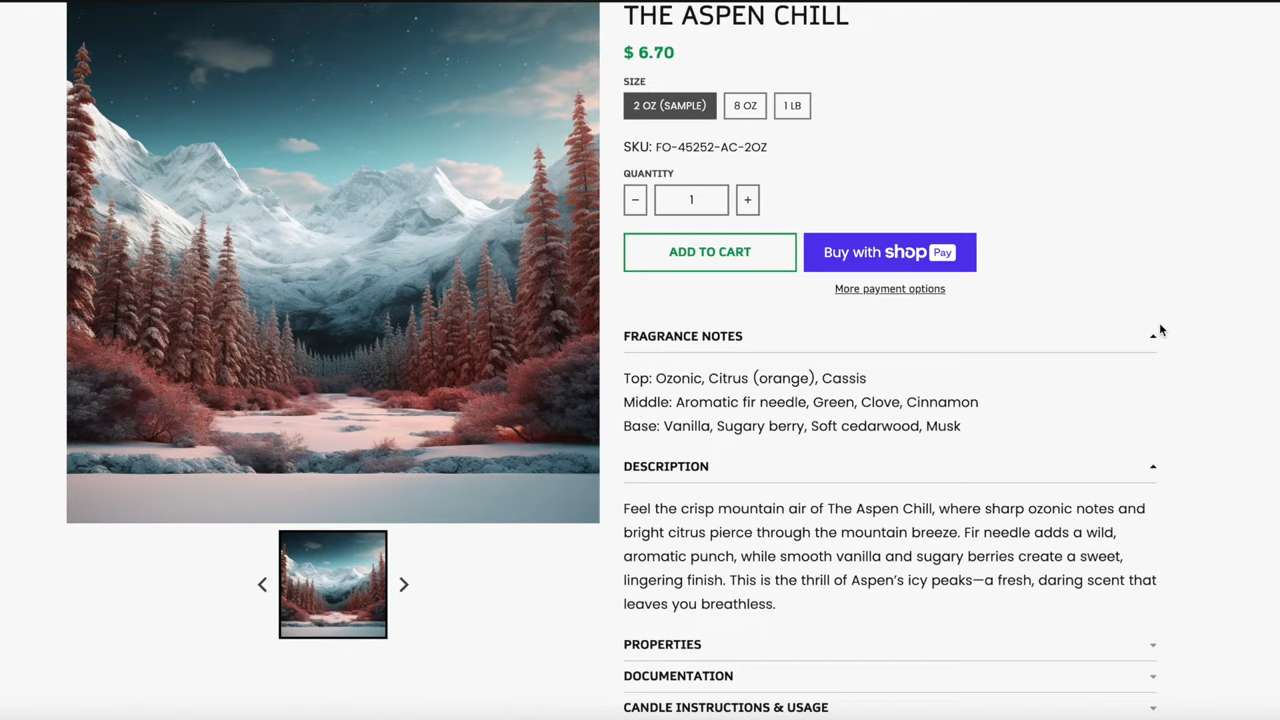 THE ASPEN CHILL
$ 6.70
SIZE
2 OZ (SAMPLE)
8 OZ
1 LB
SKU: FO-45252-AC-2OZ
QUANTITY
−
1
+
ADD TO CART
Buy with shop Pay
More payment options
FRAGRANCE NOTES
Top: Ozonic, Citrus (orange), Cassis
Middle: Aromatic fir needle, Green, Clove, Cinnamon
Base: Vanilla, Sugary berry, Soft cedarwood, Musk
DESCRIPTION
Feel the crisp mountain air of The Aspen Chill, where sharp ozonic notes and
bright citrus pierce through the mountain breeze. Fir needle adds a wild,
aromatic punch, while smooth vanilla and sugary berries create a sweet,
lingering finish. This is the thrill of Aspen’s icy peaks—a fresh, daring scent that
leaves you breathless.
PROPERTIES
DOCUMENTATION
CANDLE INSTRUCTIONS & USAGE